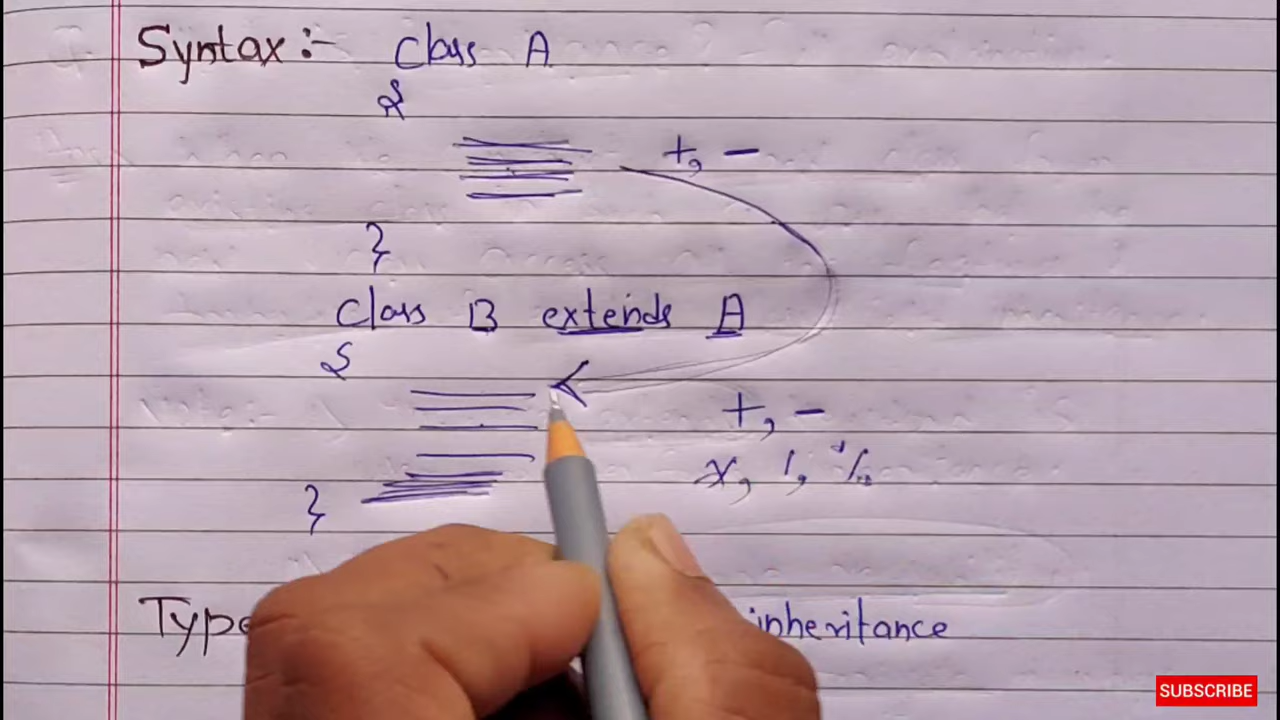 Syntax :- Class A
{
+, -
}
Class B extends A
{
+, -
x, /, %
}
Type inheritance
SUBSCRIBE